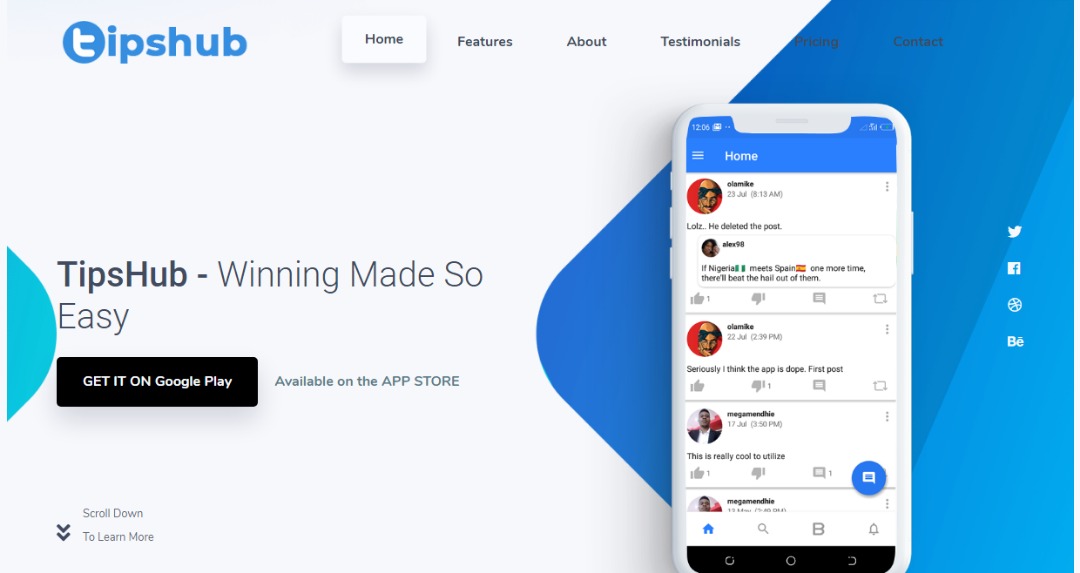 tipshub
Home
Features
About
Testimonials
Pricing
Contact
TipsHub - Winning Made So
Easy
GET IT ON Google Play
Available on the APP STORE
Scroll Down
To Learn More
12:06
Home
olamike
23 Jul (8:13 AM)
Lolz.. He deleted the post.
alex98
If Nigeria🇳🇬 meets Spain🇪🇸 one more time,
there'll beat the hail out of them.
1
olamike
22 Jul (2:39 PM)
Seriously I think the app is dope. First post
1
megamendhie
17 Jul (3:50 PM)
This is really cool to utilize
1
1
megamendhie
13 May (2:49 PM)
B
Bē